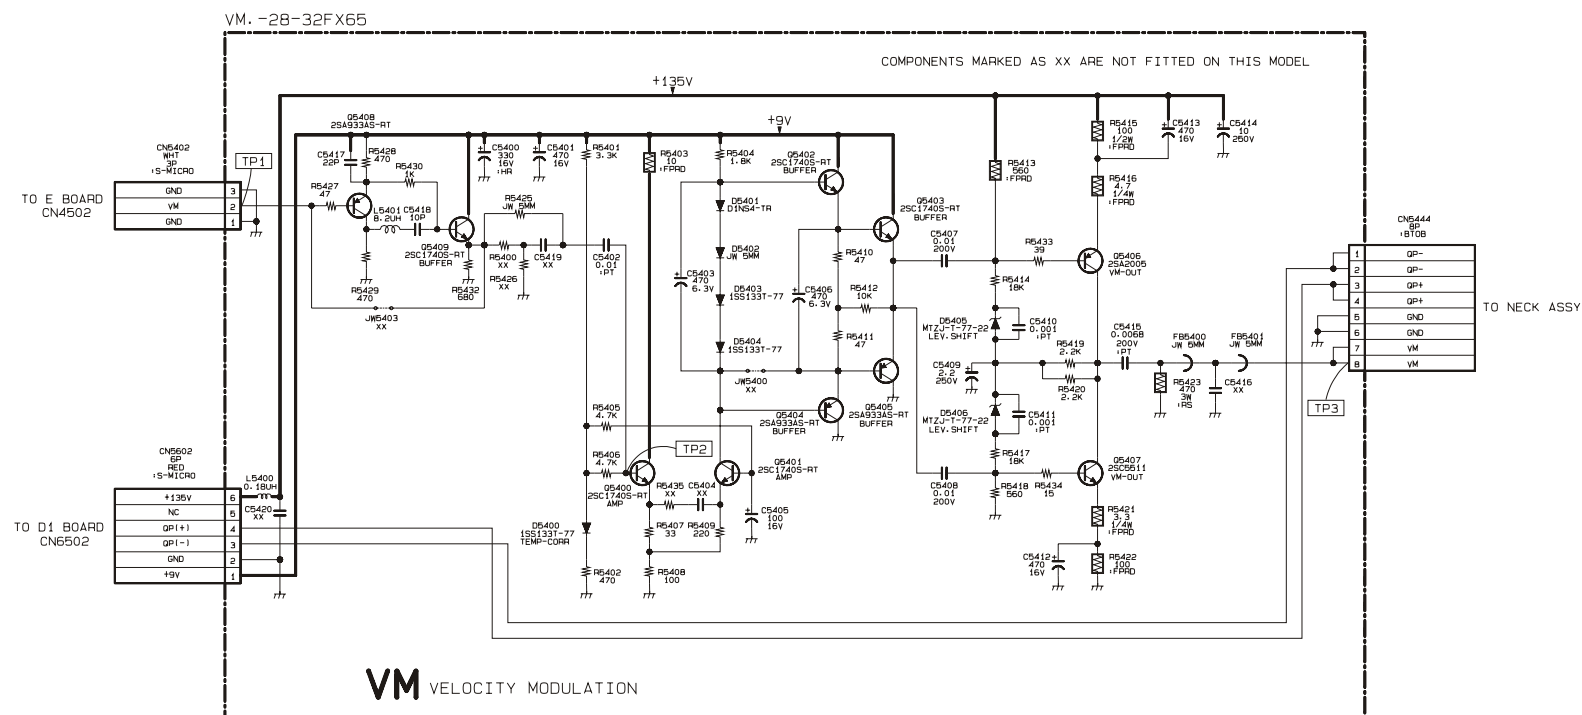 VM. -28-32FX65
COMPONENTS MARKED AS XX ARE NOT FITTED ON THIS MODEL
+135V
+9V
CN5402
WHT
3P
:S-MICRO
TP1
TO E BOARD
CN4502
GND 3
VM 2
GND 1
Q5408
2SA933AS-RT
C5417
22P
R5428
470
R5430
1K
R5427
47
L5401
8.2UH
C5418
10P
R5429
470
JW5403
XX
Q5409
2SC1740S-RT
BUFFER
R5432
680
C5400
330
16V
:HR
C5401
470
16V
R5425
JW 5MM
R5400
XX
C5419
XX
R5426
XX
C5402
0.01
:PT
R5401
3.3K
R5403
10
:FPRD
R5404
1.8K
D5401
D1NS4-TR
D5402
JW 5MM
C5403
470
6.3V
D5403
1SS133T-77
D5404
1SS133T-77
JW5400
XX
Q5402
2SC1740S-RT
BUFFER
Q5403
2SC1740S-RT
BUFFER
R5410
47
C5406
470
6.3V
R5412
10K
R5411
47
Q5404
2SA933AS-RT
BUFFER
Q5405
2SA933AS-RT
BUFFER
R5405
4.7K
R5406
4.7K
TP2
Q5400
2SC1740S-RT
AMP
Q5401
2SC1740S-RT
AMP
R5435
XX
C5404
XX
R5407
33
R5409
220
C5405
100
16V
D5400
1SS133T-77
TEMP-CORR
R5402
470
R5408
100
C5407
0.01
200V
C5408
0.01
200V
R5413
560
:FPRD
R5414
18K
D5405
MTZJ-T-77-22
LEV.SHIFT
C5410
0.001
:PT
C5409
2.2
250V
D5406
MTZJ-T-77-22
LEV.SHIFT
C5411
0.001
:PT
R5417
18K
R5418
560
R5433
39
R5434
15
R5419
2.2K
R5420
2.2K
R5415
100
1/2W
:FPRD
R5416
4.7
1/4W
:FPRD
C5413
470
16V
C5414
10
250V
Q5406
2SA2005
VM-OUT
Q5407
2SC5511
VM-OUT
R5421
3.3
1/4W
:FPRD
C5412
470
16V
R5422
100
:FPRD
C5415
0.0068
200V
:PT
FB5400
JW 5MM
FB5401
JW 5MM
R5423
470
3W
:RS
C5416
XX
CN5444
8P
:BTOB
1 QP-
2 QP-
3 QP+
4 QP+
5 GND
6 GND
7 VM
8 VM
TO NECK ASSY
TP3
CN5602
6P
RED
:S-MICRO
L5400
0.18UH
C5420
XX
TO D1 BOARD
CN6502
+135V 6
NC 5
QP(+) 4
QP(-) 3
GND 2
+9V 1
VM VELOCITY MODULATION